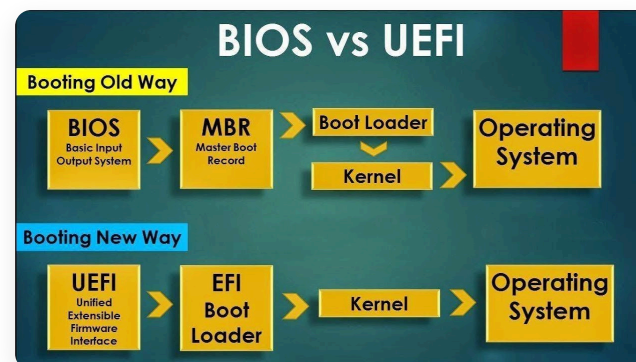 BIOS vs UEFI
Booting Old Way
BIOS
Basic Input
Output System
MBR
Master Boot
Record
Boot Loader
Kernel
Operating
System
Booting New Way
UEFI
Unified
Extensible
Firmware
Interface
EFI
Boot
Loader
Kernel
Operating
System